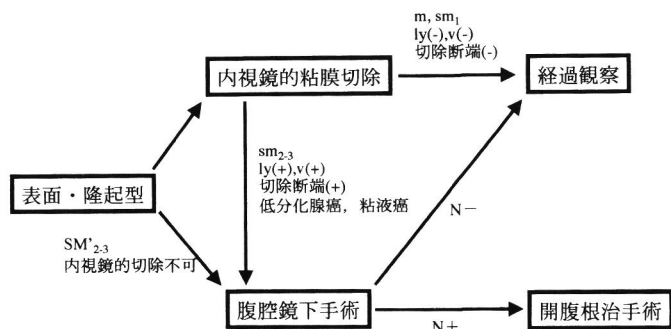 m, sm1
ly(-),v(-)
切除断端(-)
内視鏡的粘膜切除
経過観察
sm2-3
ly(+),v(+)
切除断端(+)
低分化腺癌，粘液癌
表面・隆起型
N−
SM’2-3
内視鏡的切除不可
腹腔鏡下手術
開腹根治手術
N+